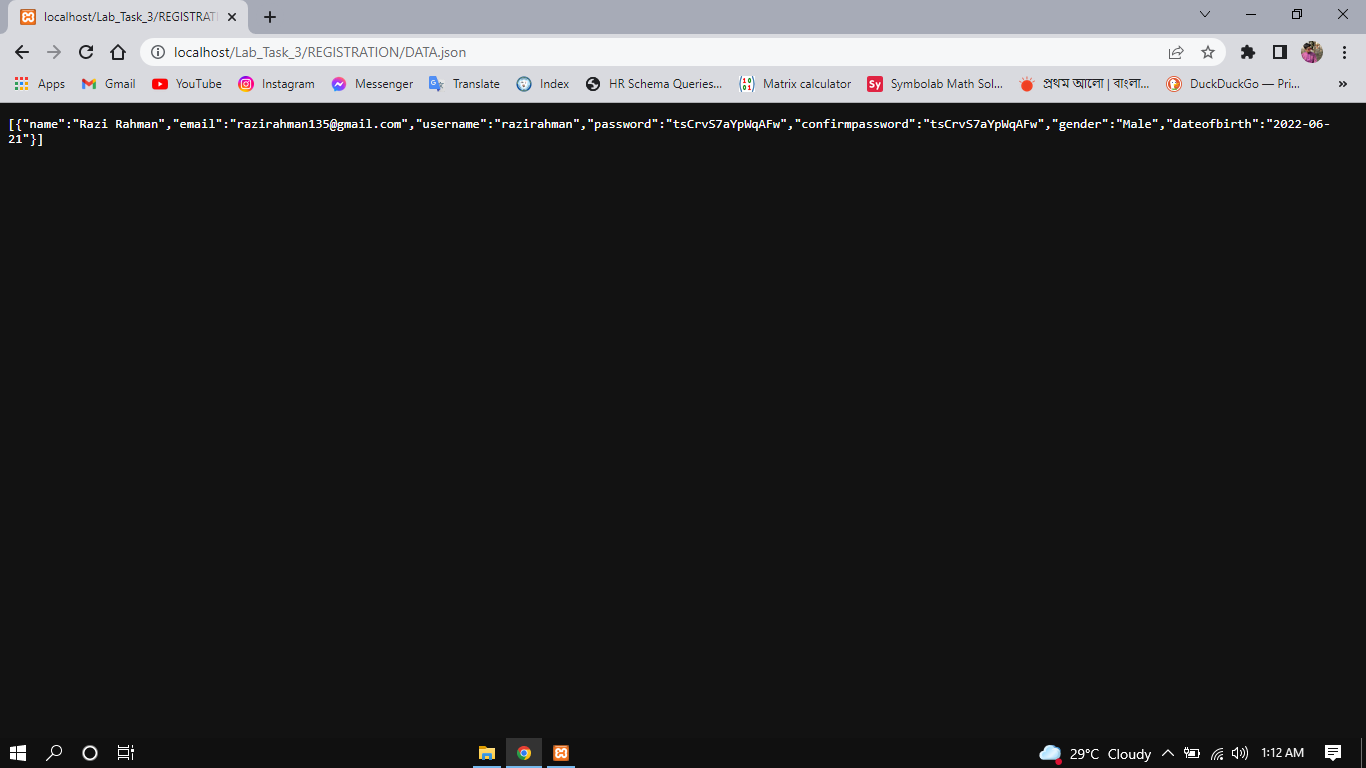 localhost/Lab_Task_3/REGISTRATI
localhost/Lab_Task_3/REGISTRATION/DATA.json
Apps Gmail YouTube Instagram Messenger Translate Index HR Schema Queries... Matrix calculator Symbolab Math Sol... প্রথম আলো | বাংলা... DuckDuckGo — Pri... »
[{"name":"Razi Rahman","email":"razirahman135@gmail.com","username":"razirahman","password":"tsCrvS7aYpWqAFw","confirmpassword":"tsCrvS7aYpWqAFw","gender":"Male","dateofbirth":"2022-06-
21"}]
29°C Cloudy 1:12 AM